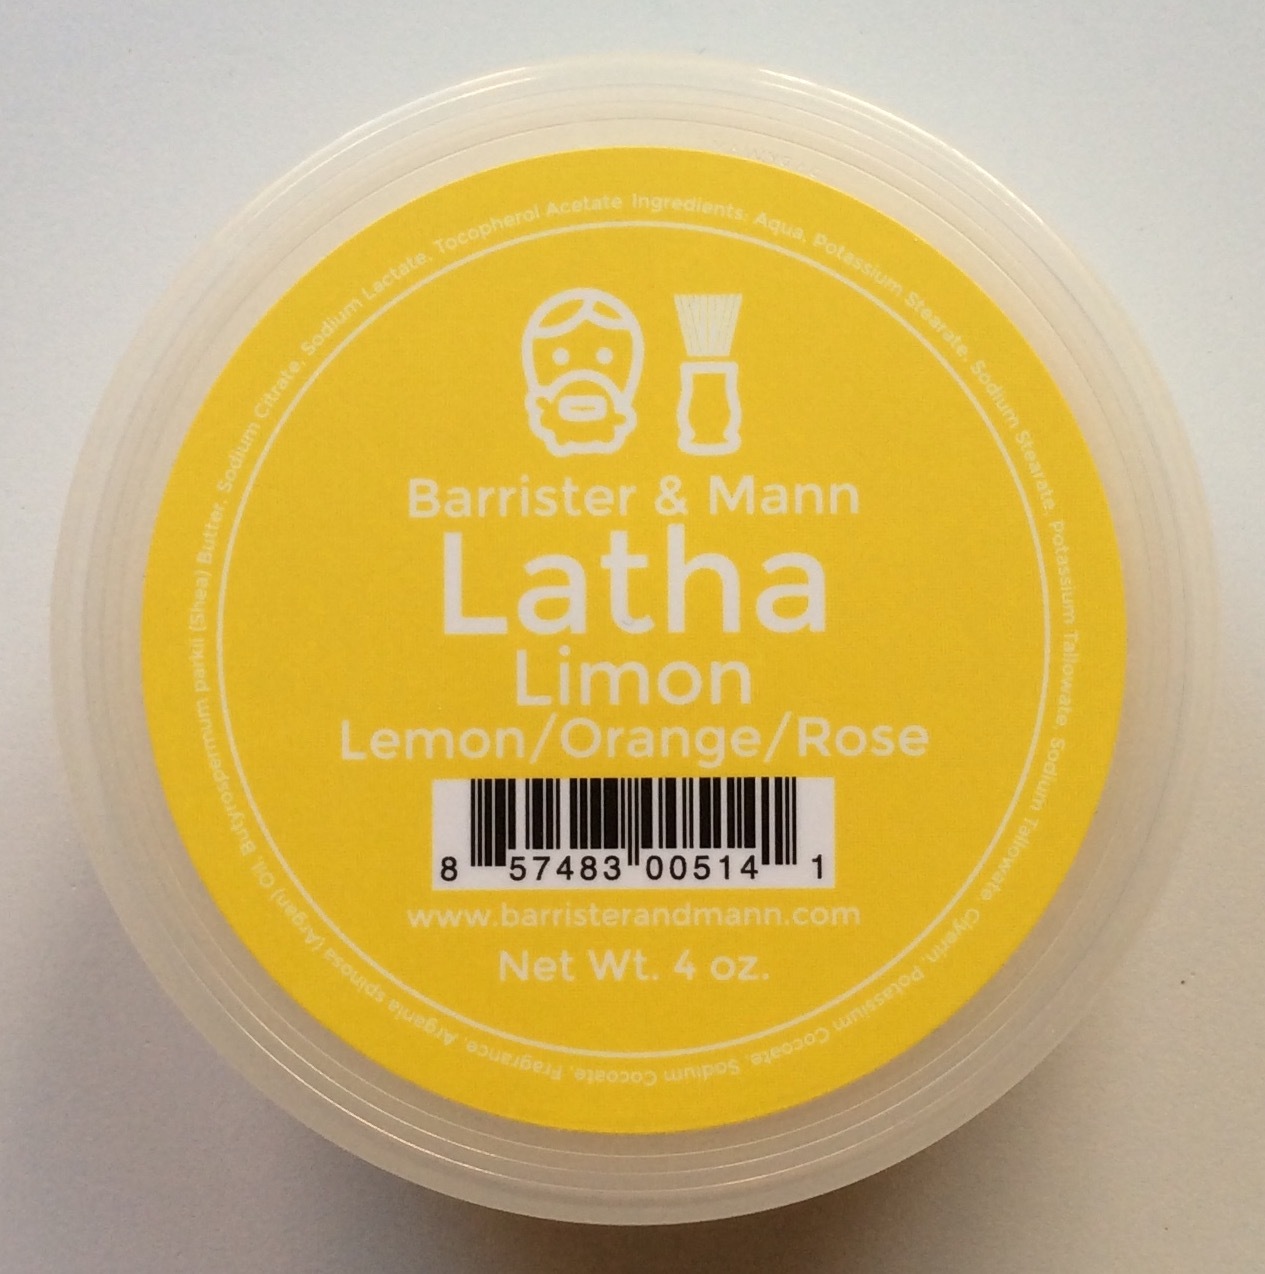 Ingredients: Aqua, Potassium Stearate, Sodium Stearate, Potassium Tallowate, Sodium Tallowate, Glyerin, Potassium Cocoate, Sodium Cocoate, Fragrance, Argania spinosa (Argan) Oil, Butyrospermum parkii (Shea) Butter, Sodium Citrate, Sodium Lactate, Tocopherol Acetate
Barrister & Mann
Latha
Limon
Lemon/Orange/Rose
8 57483 00514 1
www.barristerandmann.com
Net Wt. 4 oz.